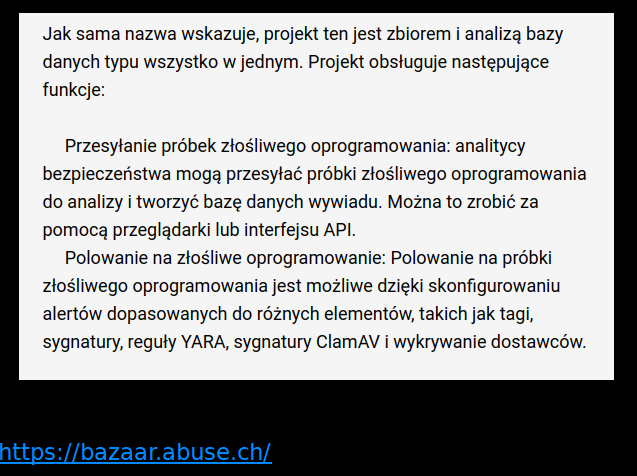 Jak sama nazwa wskazuje, projekt ten jest zbiorem i analizą bazy
danych typu wszystko w jednym. Projekt obsługuje następujące
funkcje:
Przesyłanie próbek złośliwego oprogramowania: analitycy
bezpieczeństwa mogą przesyłać próbki złośliwego oprogramowania
do analizy i tworzyć bazę danych wywiadu. Można to zrobić za
pomocą przeglądarki lub interfejsu API.
Polowanie na złośliwe oprogramowanie: Polowanie na próbki
złośliwego oprogramowania jest możliwe dzięki skonfigurowaniu
alertów dopasowanych do różnych elementów, takich jak tagi,
sygnatury, reguły YARA, sygnatury ClamAV i wykrywanie dostawców.
https://bazaar.abuse.ch/